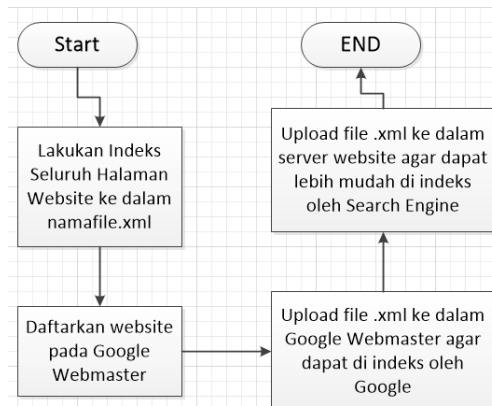 Start
Lakukan Indeks
Seluruh Halaman
Website ke dalam
namafile.xml
Daftarkan website
pada Google
Webmaster
Upload file .xml ke dalam
Google Webmaster agar
dapat di indeks oleh
Google
Upload file .xml ke dalam
server website agar dapat
lebih mudah di indeks
oleh Search Engine
END